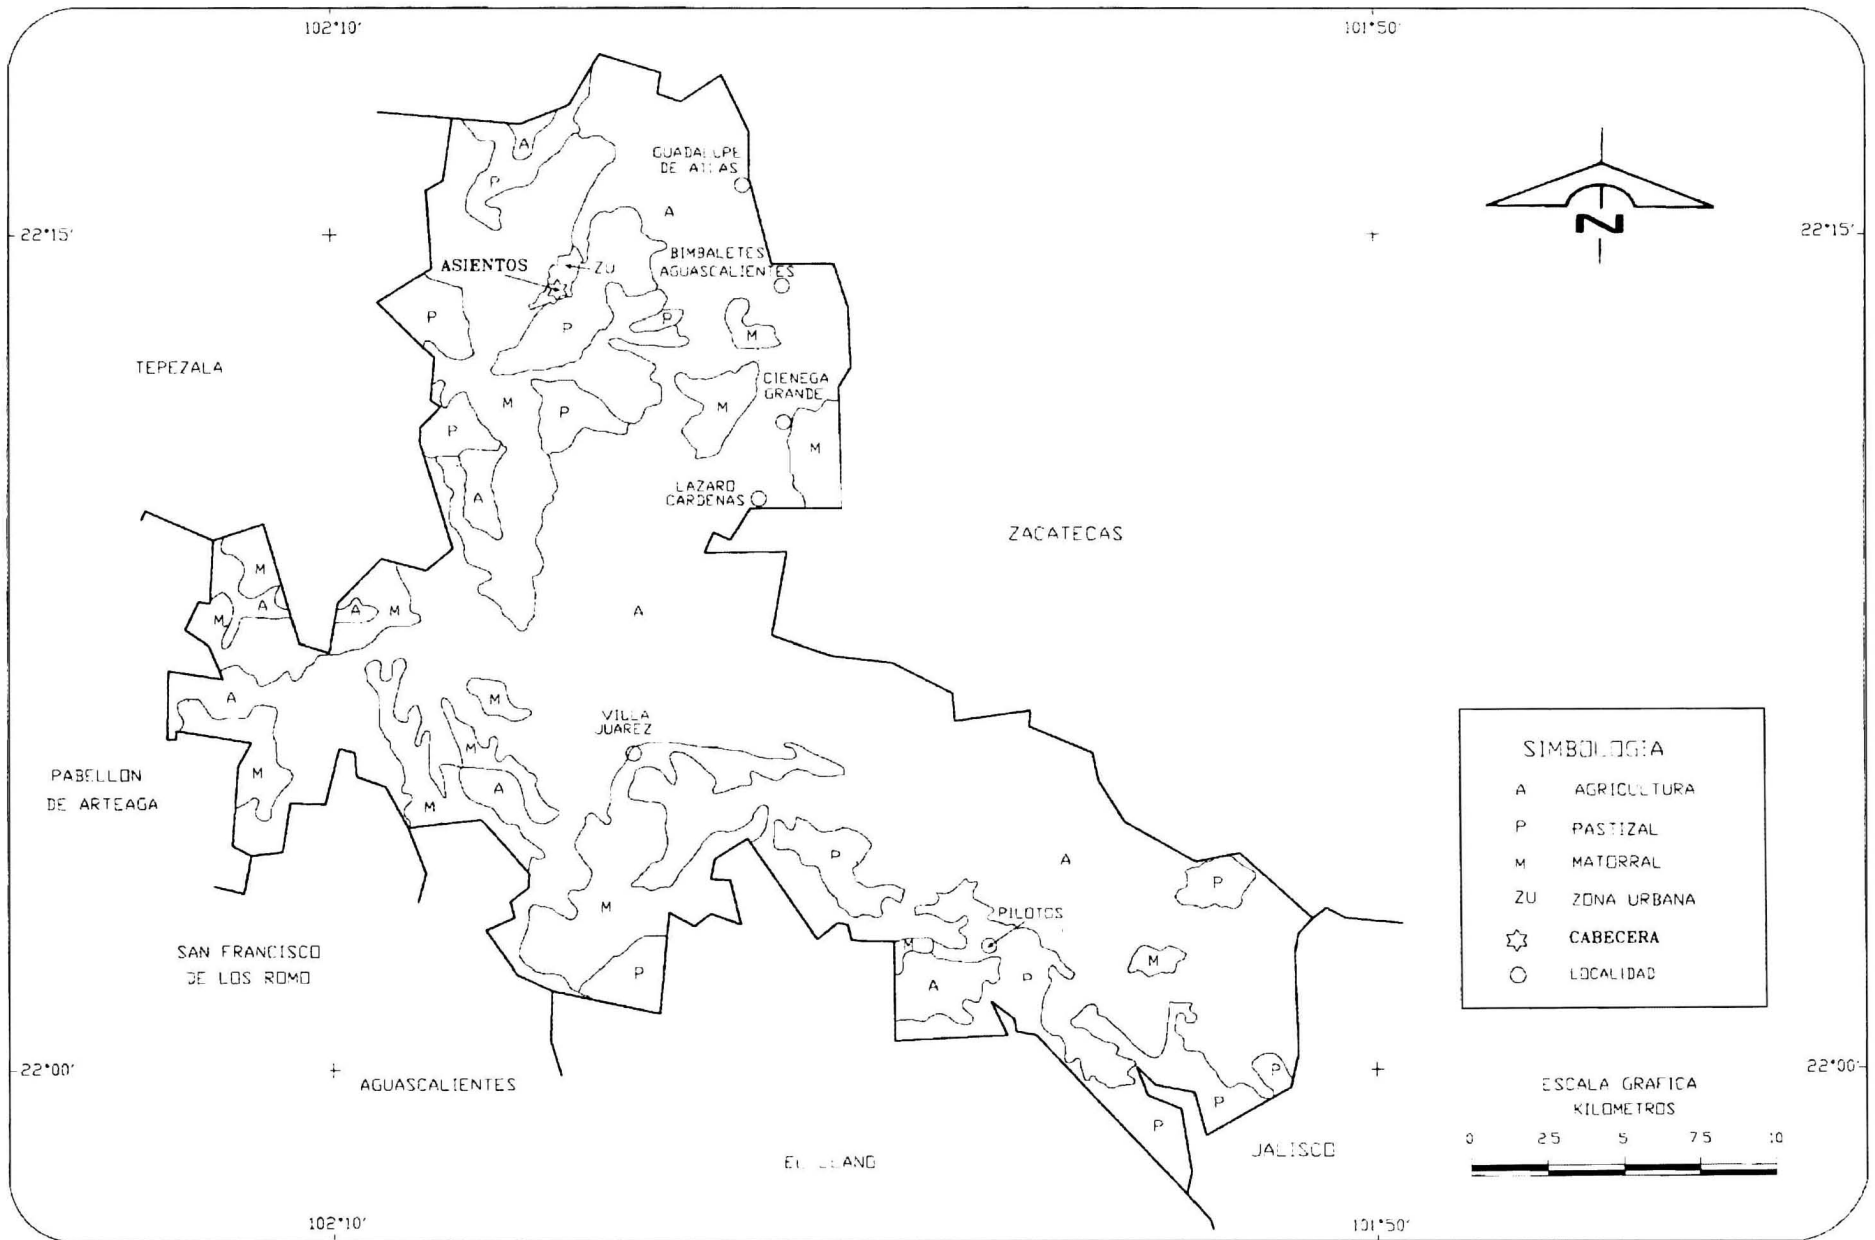 102°10'
101°50'
A
GUADALUPE
DE ATLAS
P
A
22°15'
22°15'
N
BIMBALETES
AGUASCALIENTES
ASIENTOS
ZU
P
P
P
M
TEPEZALA
CIENEGA
GRANDE
M
P
M
P
M
A
LAZARO
CARDENAS
ZACATECAS
M
A
M
A
M
A
A
M
VILLA
JUAREZ
M
PABELLON
DE ARTEAGA
M
A
M
SIMBOLOGIA
A AGRICULTURA
P PASTIZAL
M MATORRAL
ZU ZONA URBANA
CABECERA
LOCALIDAD
P
A
P
M
PILOTOS
M
SAN FRANCISCO
DE LOS ROMO
P
A
P
M
22°00'
22°00'
AGUASCALIENTES
P
P
P
EL LLANO
JALISCO
ESCALA GRAFICA
KILOMETROS
0 2.5 5 7.5 10
102°10'
101°50'